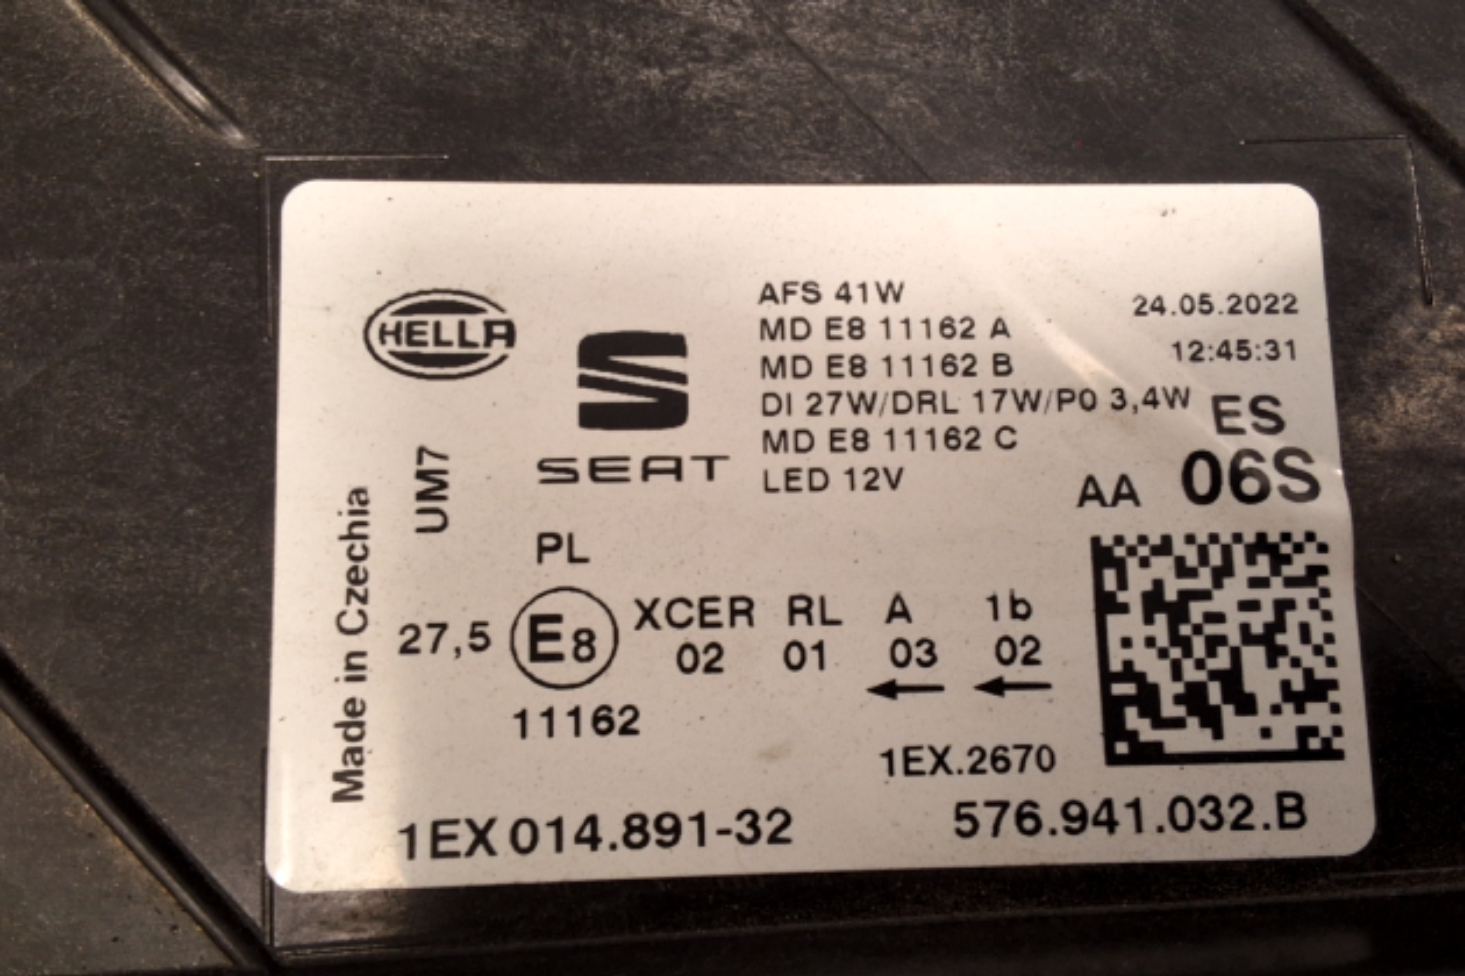 HELLA
SEAT
AFS 41W
MD E8 11162 A
MD E8 11162 B
DI 27W/DRL 17W/P0 3,4W
MD E8 11162 C
LED 12V
24.05.2022
12:45:31
ES
AA 06S
UM7
Made in Czechia
PL
27,5 E8 XCER RL A 1b
02 01 03 02
11162
1EX.2670
1EX 014.891-32 576.941.032.B